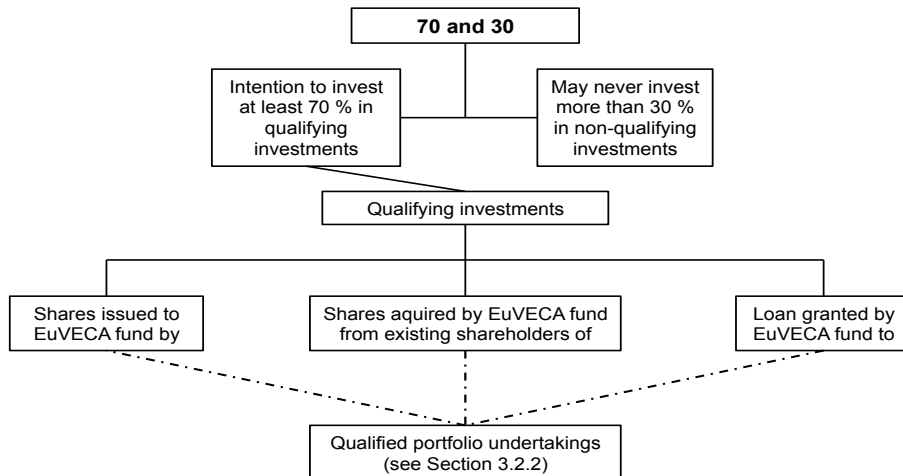 70 and 30
Intention to invest
at least 70 % in
qualifying
investments
May never invest
more than 30 %
in non-qualifying
investments
Qualifying investments
Shares issued to
EuVECA fund by
Shares aquired by EuVECA fund
from existing shareholders of
Loan granted by
EuVECA fund to
Qualified portfolio undertakings
(see Section 3.2.2)